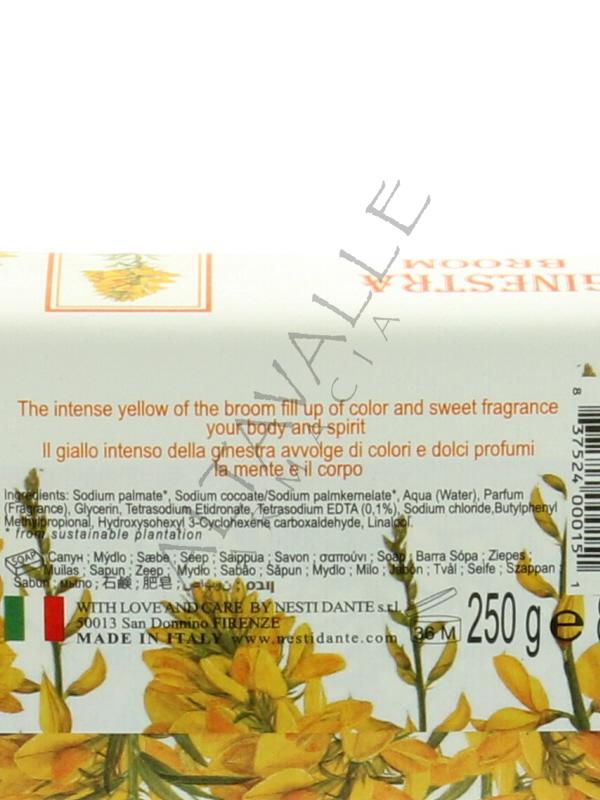 GINESTRA
BROOM
The intense yellow of the broom fill up of color and sweet fragrance
your body and spirit
Il giallo intenso della ginestra avvolge di colori e dolci profumi
la mente e il corpo
Ingredients: Sodium palmate*, Sodium cocoate/Sodium palmkernelate*, Aqua (Water), Parfum
(Fragrance), Glycerin, Tetrasodium Etidronate, Tetrasodium EDTA (0,1%), Sodium chloride,Butylphenyl
Methylpropional, Hydroxysohexyl 3-Cyclohexene carboxaldehyde, Linalool.
* from sustainable plantation
SOAP Сапун ; Mýdlo ; Sæbe ; Seep ; Saippua ; Savon ; σαπούνι ; Soap ; Barra Sópa ; Ziepes ;
Muilas ; Sapun ; Zeep ; Mydło ; Sabão ; Săpun ; Mydlo ; Milo ; Jabón ; Tvål ; Seife ; Szappan
Sabun ; мыло ; 石鹸 ; 肥皂 ;
WITH LOVE AND CARE BY NESTI DANTE s.r.l.
50013 San Donnino FIRENZE
MADE IN ITALY www.nestidante.com
36 M
250 g e
8 37524 00015 1
ALTAVALLE